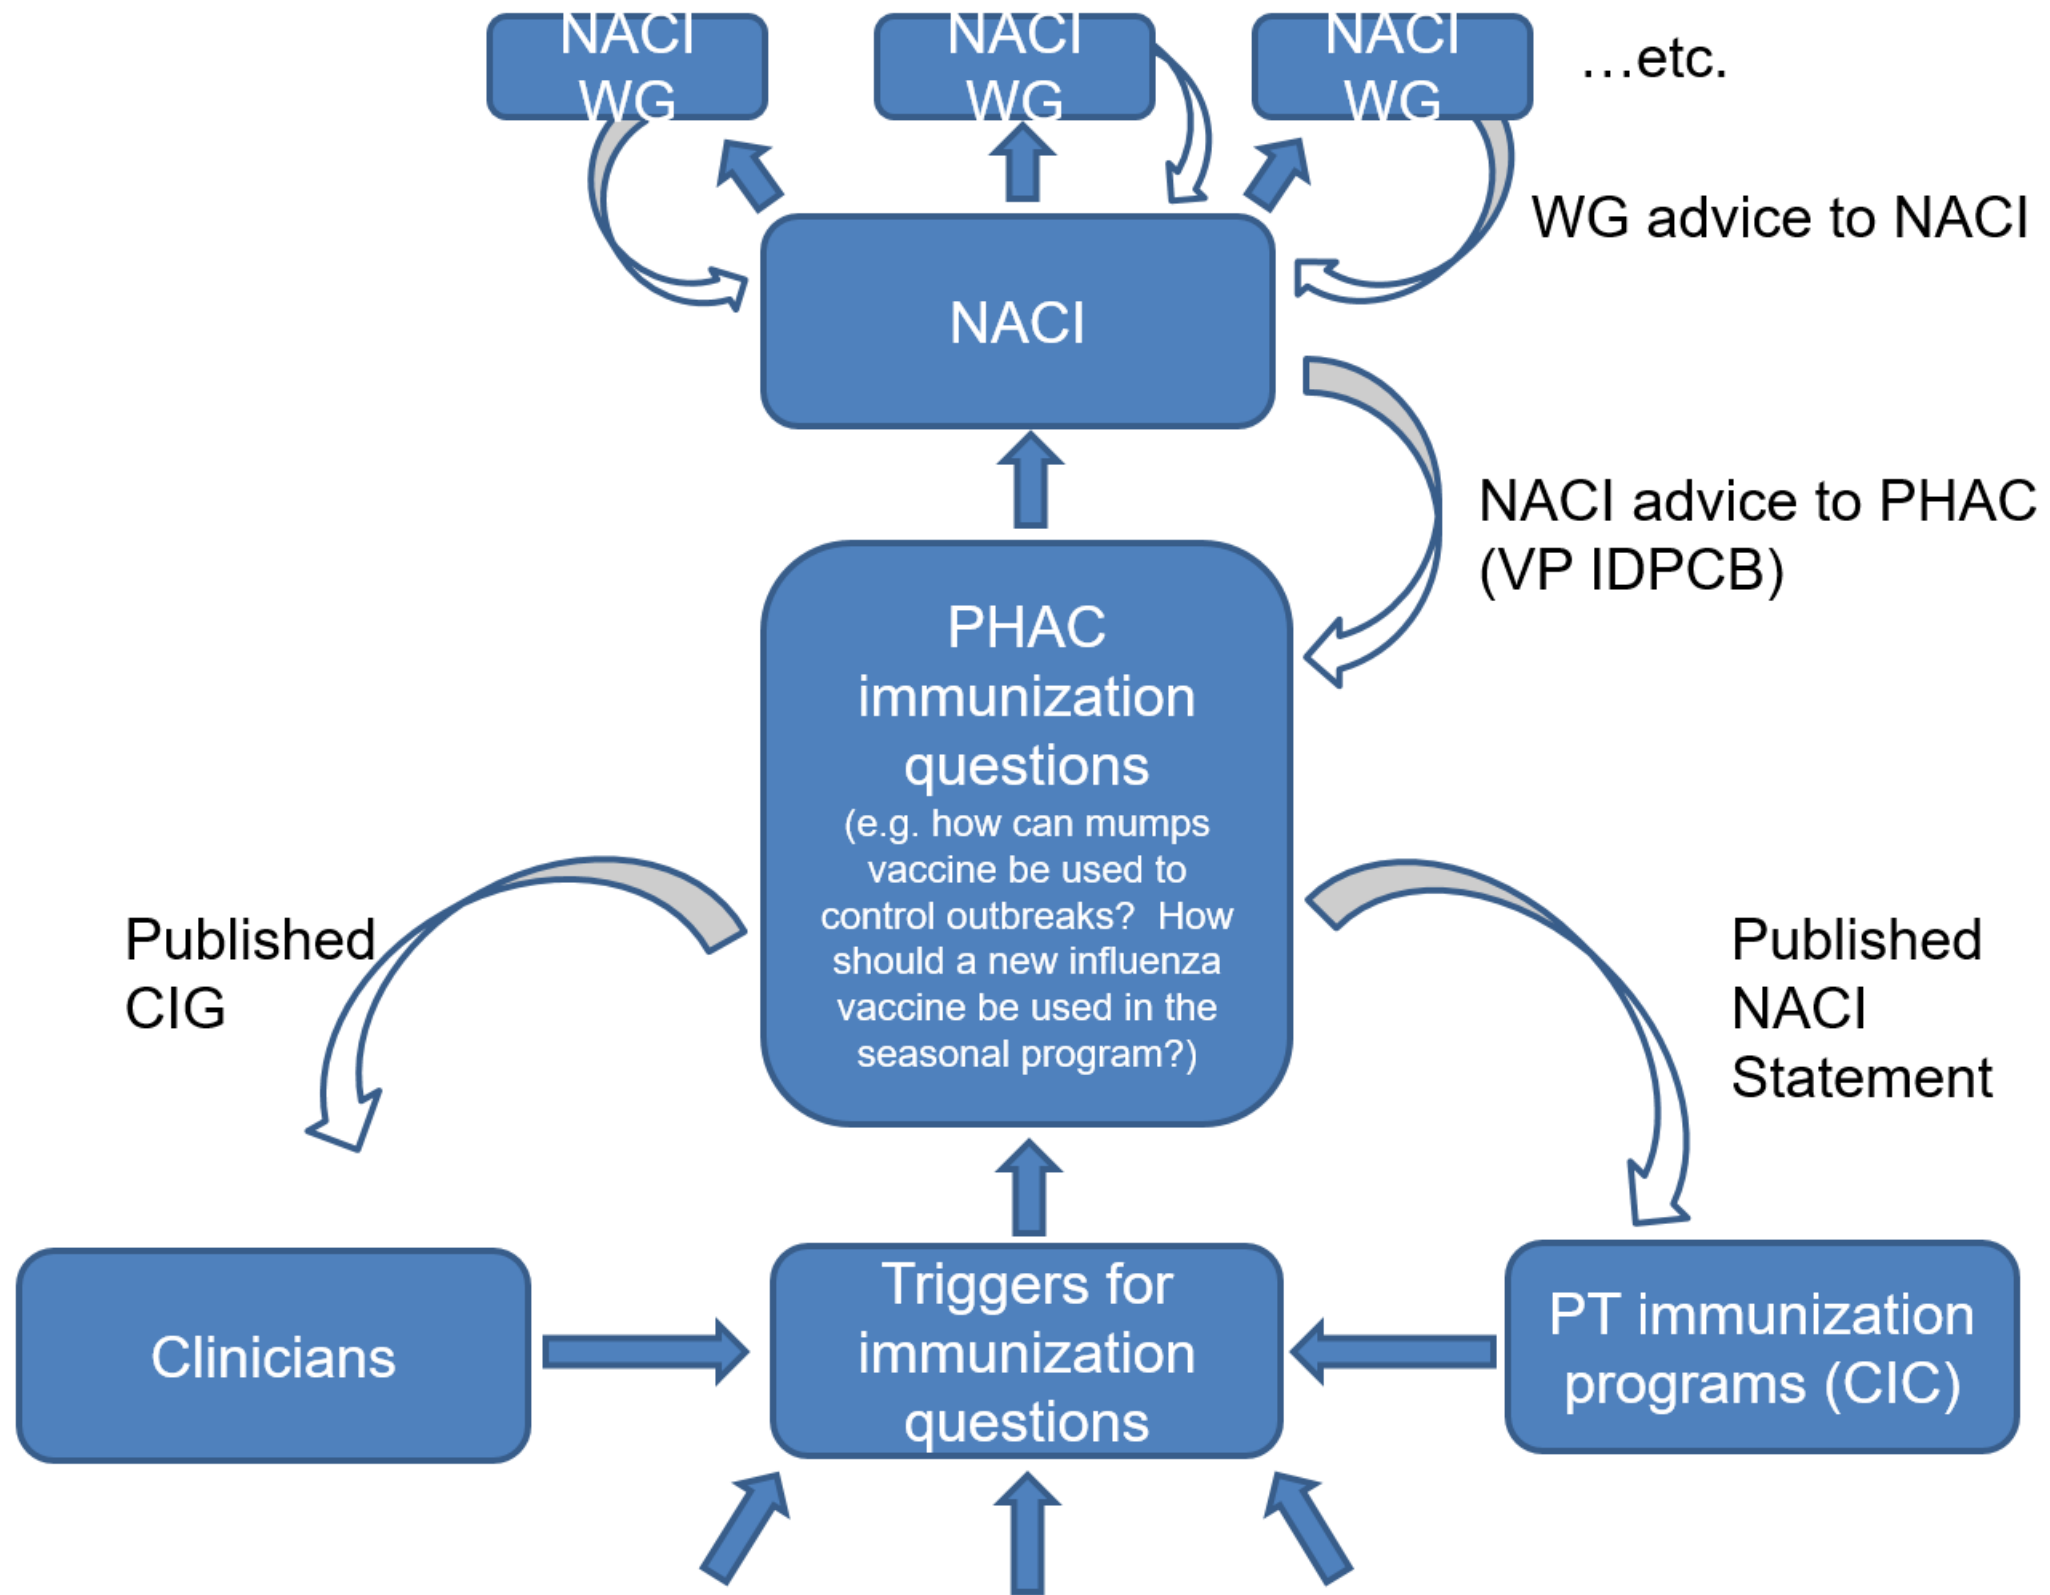 NACI
WG
NACI
WG
NACI
WG
...etc.
WG advice to NACI
NACI
NACI advice to PHAC
(VP IDPCB)
PHAC
immunization
questions
(e.g. how can mumps
vaccine be used to
control outbreaks?  How
should a new influenza
vaccine be used in the
seasonal program?)
Published
CIG
Published
NACI
Statement
Clinicians
Triggers for
immunization
questions
PT immunization
programs (CIC)